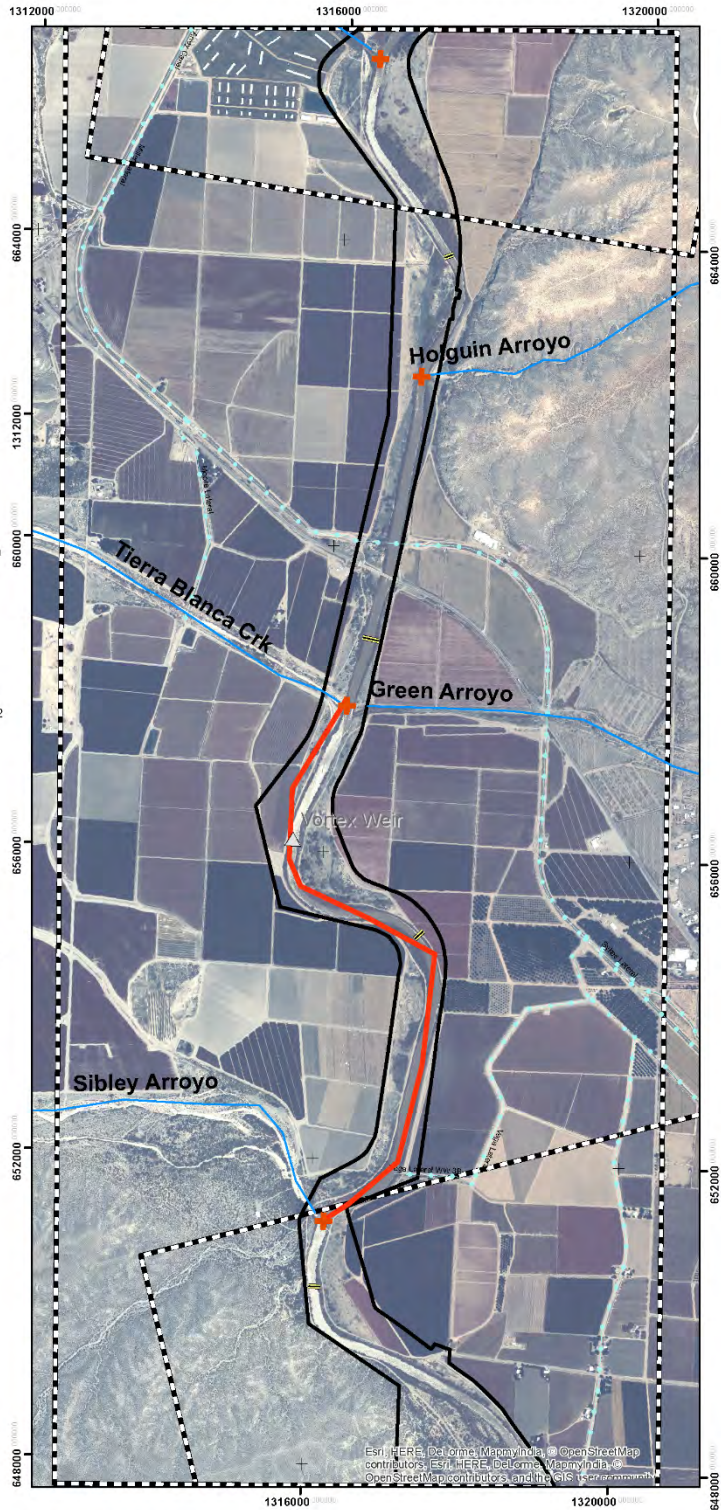 1312000
1316000
1320000
664000
664000
Holguin Arroyo
1312000
660000
Tierra Blanca Crk
660000
Green Arroyo
Vortex Weir
656000
656000
Sibley Arroyo
652000
652000
648000
Esri, HERE, DeLorme, MapmyIndia, © OpenStreetMap
contributors, Esri, HERE, DeLorme, MapmyIndia, ©
OpenStreetMap contributors, and the GIS user community
1316000
1320000